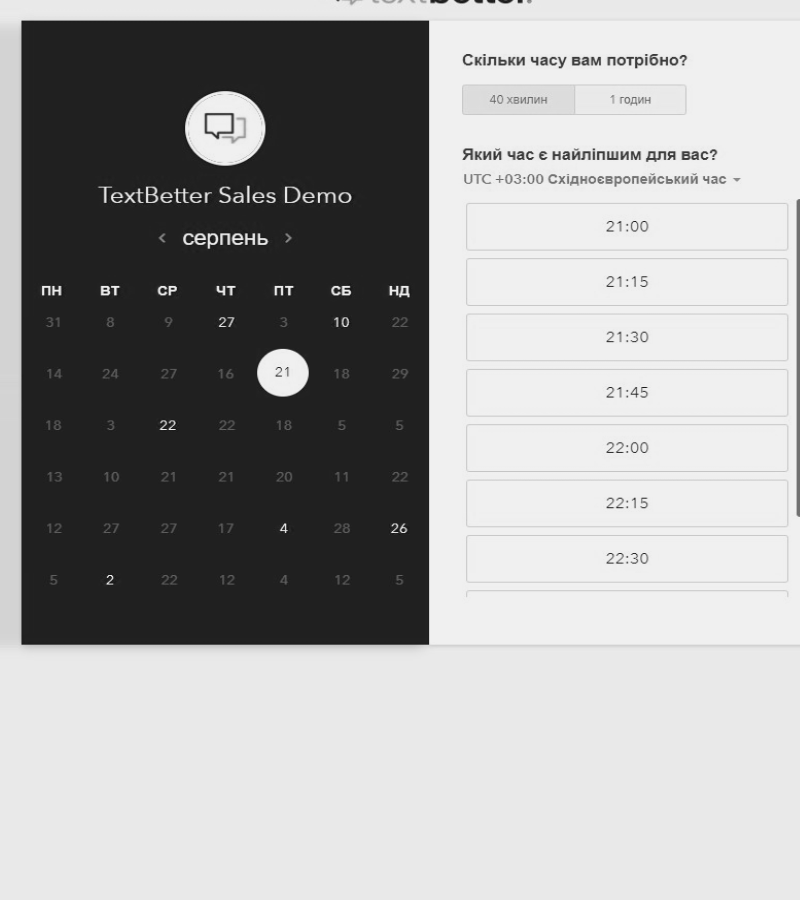 textbetter.
TextBetter Sales Demo
серпень
ПН ВТ СР ЧТ ПТ СБ НД
31 8 9 27 3 10 22
14 24 27 16 21 18 29
18 3 22 22 18 5 5
13 10 21 21 20 11 22
12 27 27 17 4 28 26
5 2 22 12 4 12 5
Скільки часу вам потрібно?
40 хвилин 1 годин
Який час є найліпшим для вас?
UTC +03:00 Східноєвропейський час
21:00
21:15
21:30
21:45
22:00
22:15
22:30